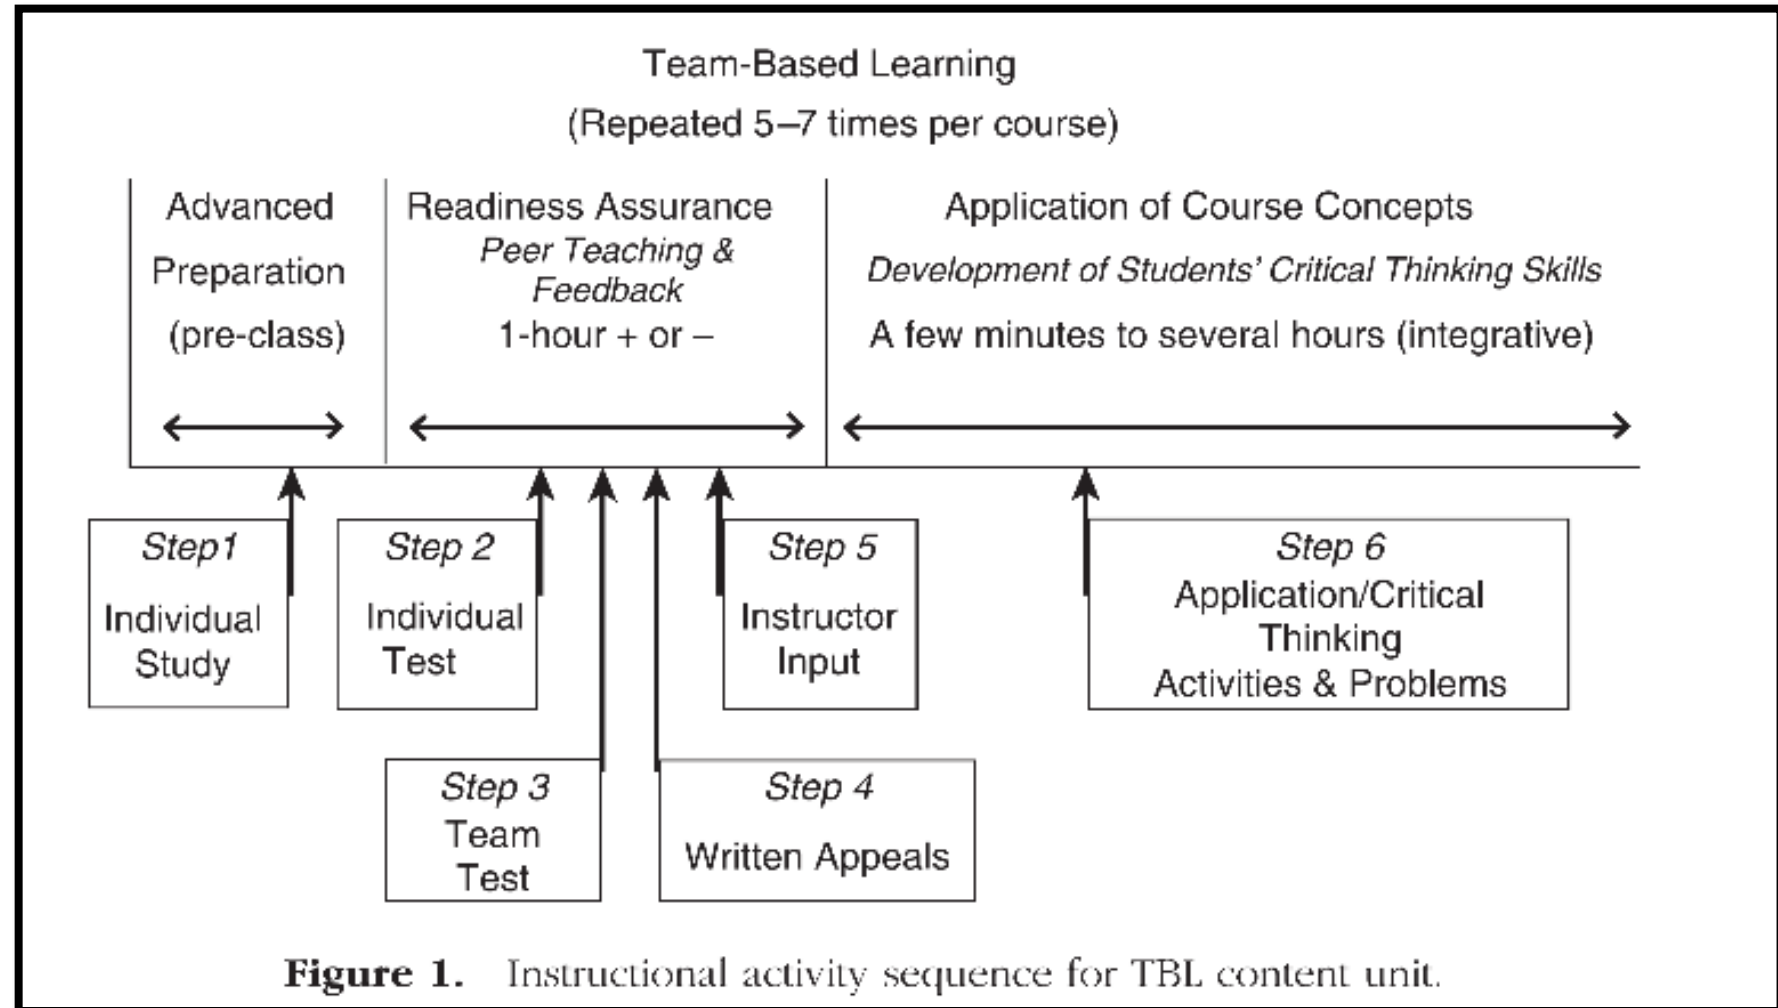 Team-Based Learning
(Repeated 5–7 times per course)
Advanced
Preparation
(pre-class)
Readiness Assurance
Peer Teaching &
Feedback
1-hour + or –
Application of Course Concepts
Development of Students' Critical Thinking Skills
A few minutes to several hours (integrative)
Step1
Individual
Study
Step 2
Individual
Test
Step 3
Team
Test
Step 4
Written Appeals
Step 5
Instructor
Input
Step 6
Application/Critical
Thinking
Activities & Problems
Figure 1. Instructional activity sequence for TBL content unit.